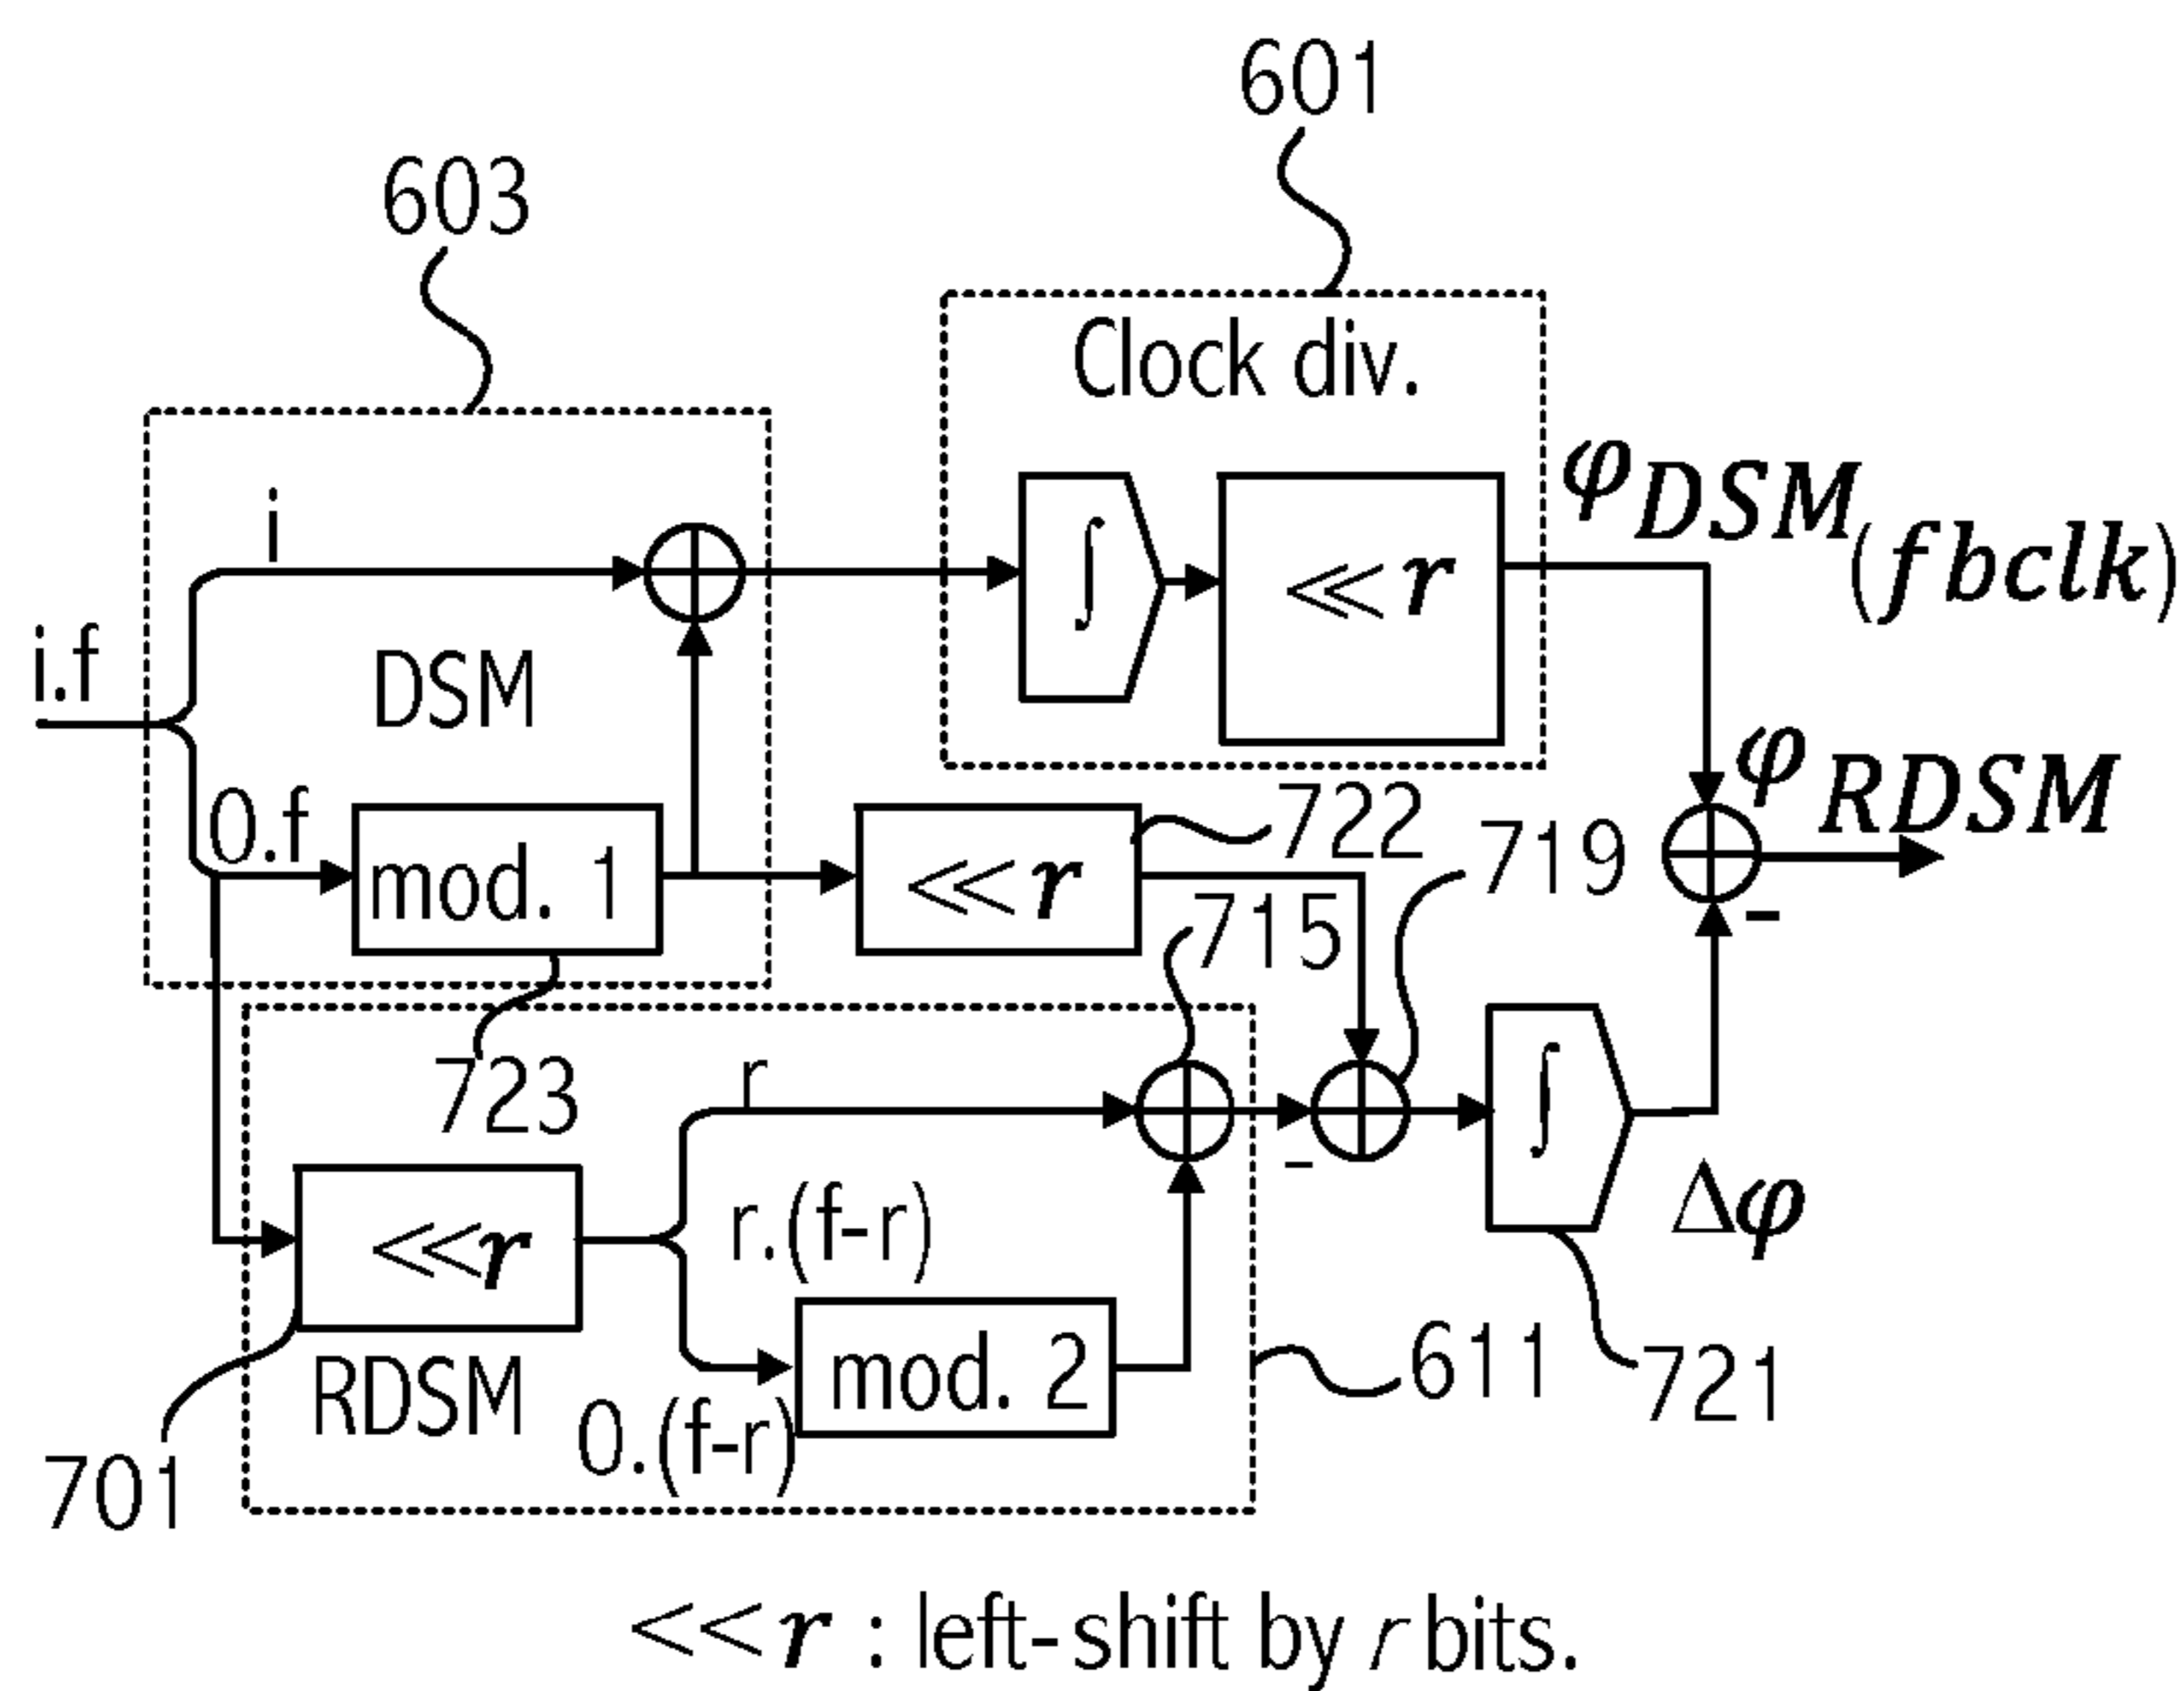 601
603
Clock div.
φDSM(fbclk)
i
∫
<<r
i.f
DSM
φRDSM
0.f
mod. 1
<<r
722
719
715
-
723
r
∫
-
<<r
r.(f-r)
Δφ
mod. 2
611
721
RDSM
0.(f-r)
701
<<r : left-shift by r bits.